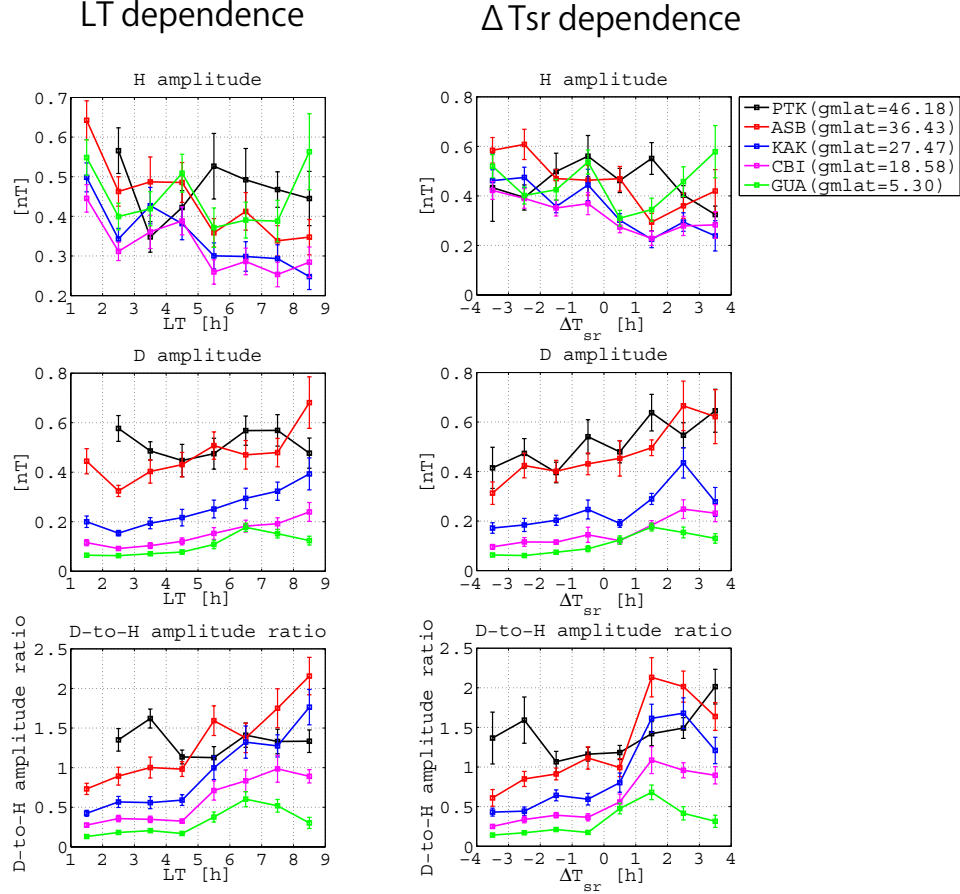 LT dependence
Δ Tsr dependence
H amplitude
[nT]
0.7
0.6
0.5
0.4
0.3
0.2
1 2 3 4 5 6 7 8 9
LT [h]
H amplitude
[nT]
0.8
0.6
0.4
0.2
0
−4 −3 −2 −1 0 1 2 3 4
ΔTsr [h]
PTK(gmlat=46.18)
ASB(gmlat=36.43)
KAK(gmlat=27.47)
CBI(gmlat=18.58)
GUA(gmlat=5.30)
D amplitude
[nT]
0.8
0.6
0.4
0.2
0
1 2 3 4 5 6 7 8 9
LT [h]
D amplitude
[nT]
0.8
0.6
0.4
0.2
0
−4 −3 −2 −1 0 1 2 3 4
ΔTsr [h]
D−to−H amplitude ratio
D−to−H amplitude ratio
2.5
2
1.5
1
0.5
0
1 2 3 4 5 6 7 8 9
LT [h]
D−to−H amplitude ratio
D−to−H amplitude ratio
2.5
2
1.5
1
0.5
0
−4 −3 −2 −1 0 1 2 3 4
ΔTsr [h]